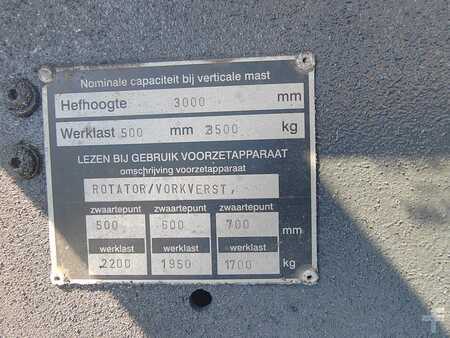 Nominale capaciteit bij verticale mast
Hefhoogte 3000 mm
Werklast 500 mm 2500 kg
LEZEN BIJ GEBRUIK VOORZETAPPARAAT
omschrijving voorzetapparaat
ROTATOR/VORKVERST,
zwaartepunt zwaartepunt zwaartepunt
500 600 700 mm
werklast werklast werklast
2200 1950 1700 kg